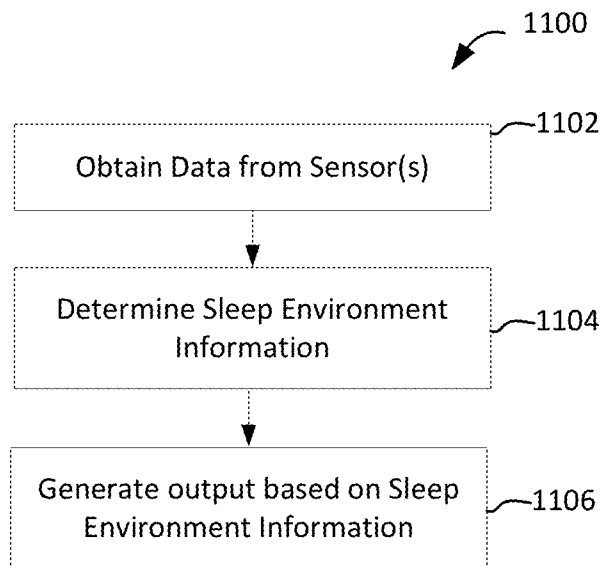 1100
1102
Obtain Data from Sensor(s)
Determine Sleep Environment
Information
1104
Generate output based on Sleep
Environment Information
1106